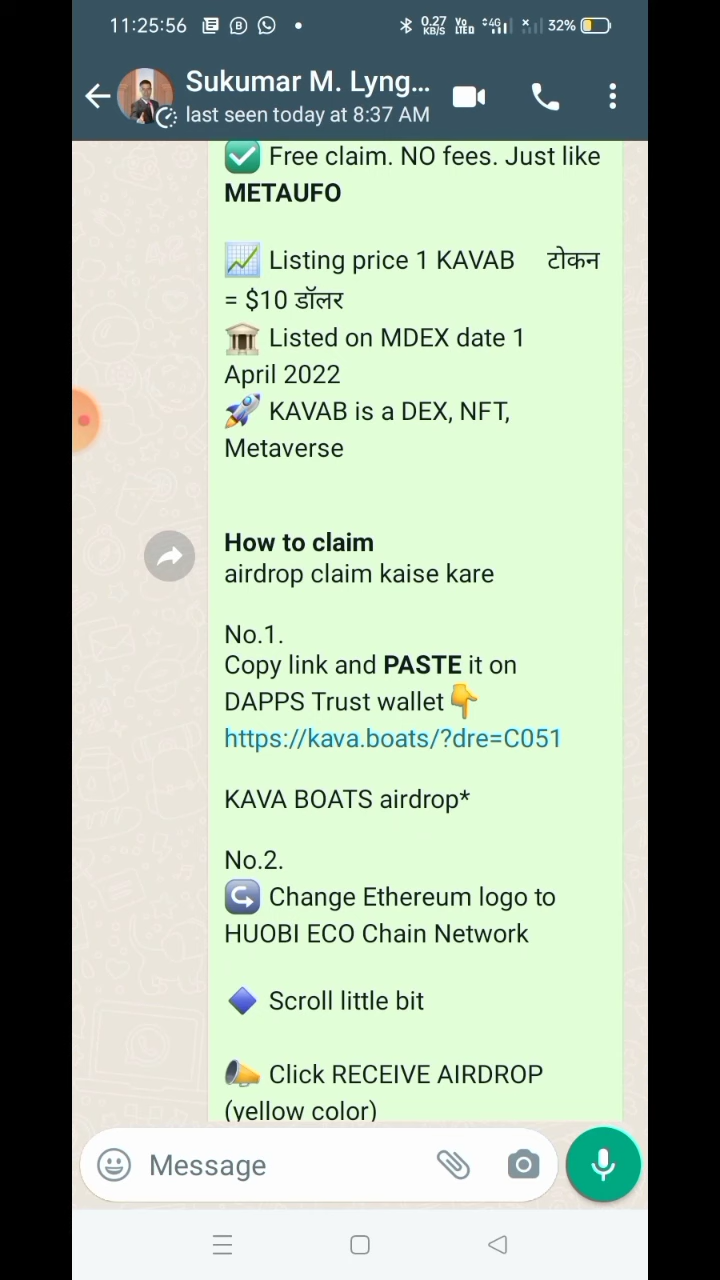 11:25:56
0.27 KB/S Vo LTED 4G 32%
Sukumar M. Lyng...
last seen today at 8:37 AM
Free claim. NO fees. Just like
METAUFO
Listing price 1 KAVAB टोकन
= $10 डॉलर
Listed on MDEX date 1
April 2022
KAVAB is a DEX, NFT,
Metaverse
How to claim
airdrop claim kaise kare
No.1.
Copy link and PASTE it on
DAPPS Trust wallet
https://kava.boats/?dre=C051
KAVA BOATS airdrop*
No.2.
Change Ethereum logo to
HUOBI ECO Chain Network
Scroll little bit
Click RECEIVE AIRDROP
(yellow color)
Message